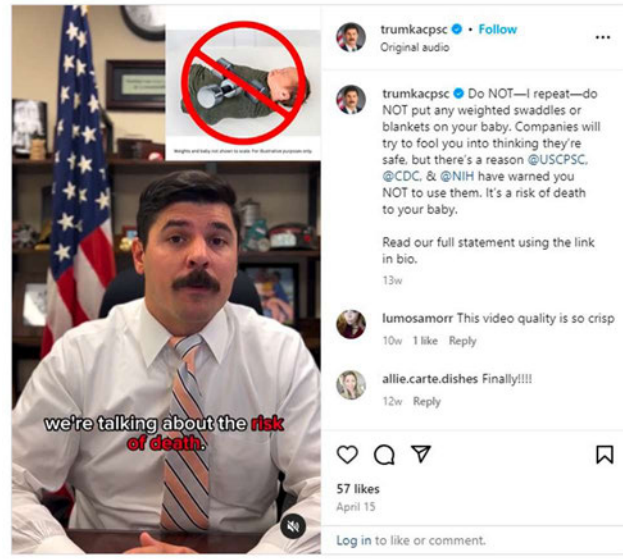 Weights and baby not shown to scale. For illustrative purposes only.
we're talking about the risk
of death.
trumkacpsc • Follow
Original audio
trumkacpsc Do NOT—I repeat—do
NOT put any weighted swaddles or
blankets on your baby. Companies will
try to fool you into thinking they're
safe, but there's a reason @USCPSC,
@CDC, & @NIH have warned you
NOT to use them. It's a risk of death
to your baby.
Read our full statement using the link
in bio.
13w
lumosamorr This video quality is so crisp
10w 1 like Reply
allie.carte.dishes Finally!!!!
12w Reply
57 likes
April 15
Log in to like or comment.